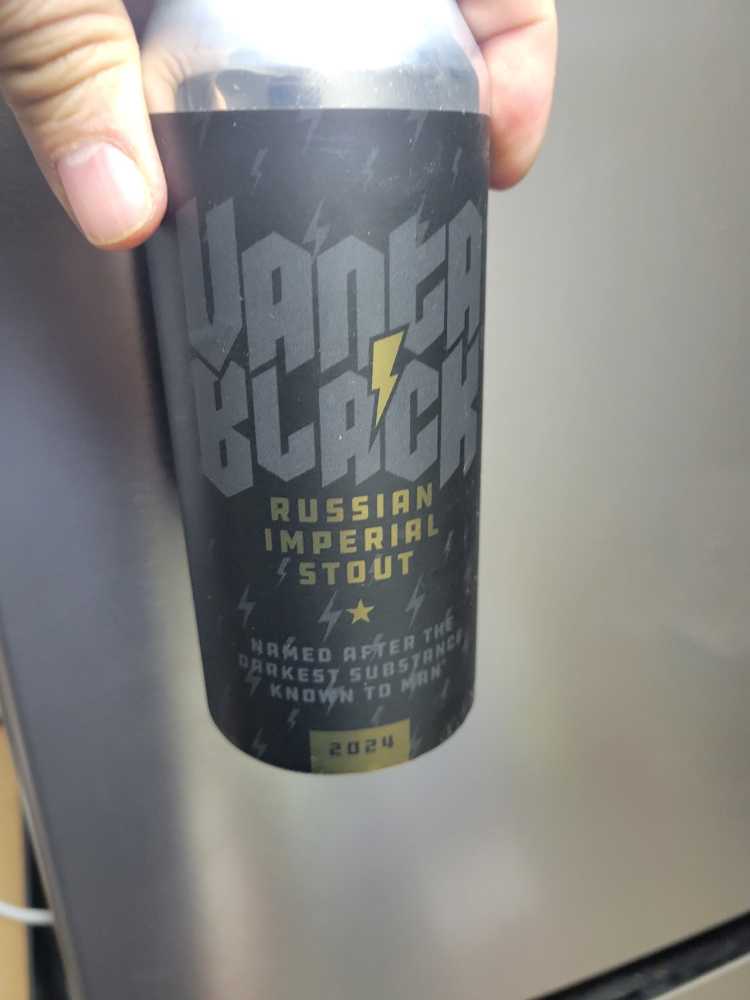 VANTA
BLACK
RUSSIAN
IMPERIAL
STOUT
NAMED AFTER THE
DARKEST SUBSTANCE
KNOWN TO MAN
2024